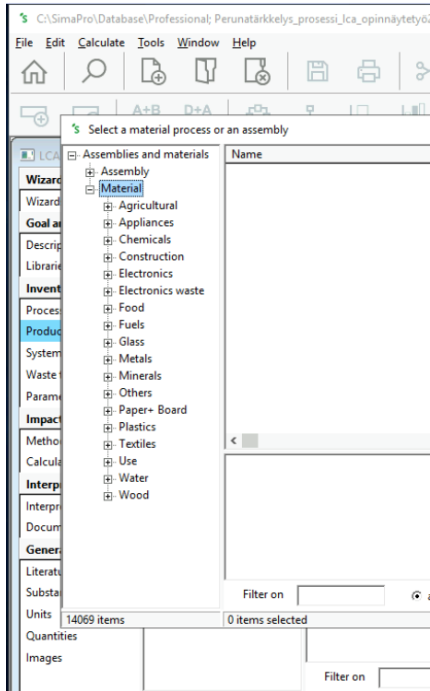 C:\SimaPro\Database\Professional; Perunatärkkelys_prosessi_lca_opinnäytetyö
File Edit Calculate Tools Window Help
A+B D+A
Select a material process or an assembly
LCA
Wizard
Wizard
Goal
Descrip
Librarie
Invent
Proces
Produc
System
Waste
Parame
Impact
Metho
Calcula
Interp
Interpr
Docum
Genera
Literatu
Substa
Units
Quantities
Images
Assemblies and materials
Assembly
Material
Agricultural
Appliances
Chemicals
Construction
Electronics
Electronics waste
Food
Fuels
Glass
Metals
Minerals
Others
Paper+ Board
Plastics
Textiles
Use
Water
Wood
Name
Filter on
14069 items
0 items selected
Filter on